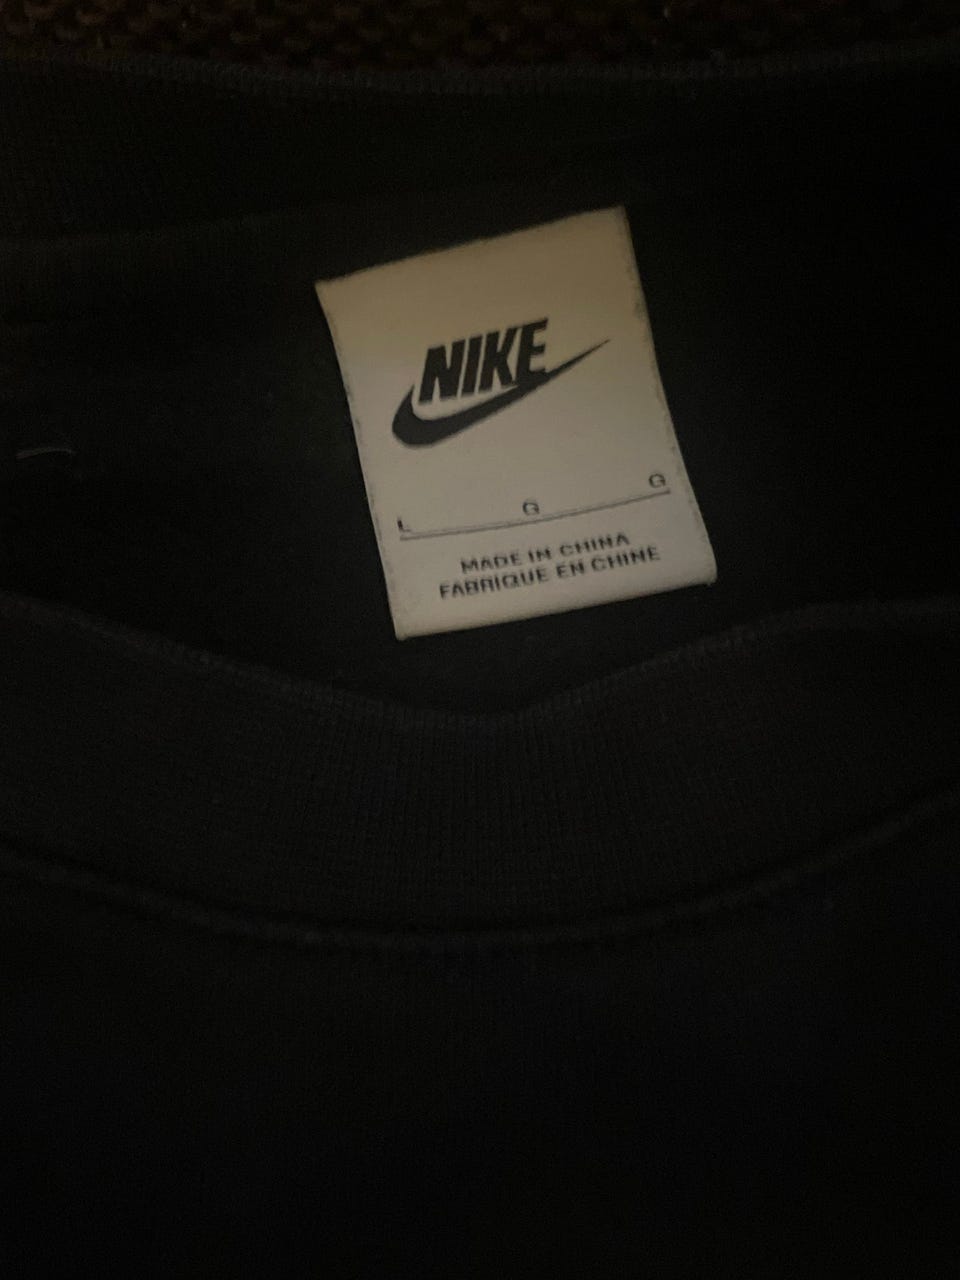 NIKE
L G G
MADE IN CHINA
FABRIQUE EN CHINE